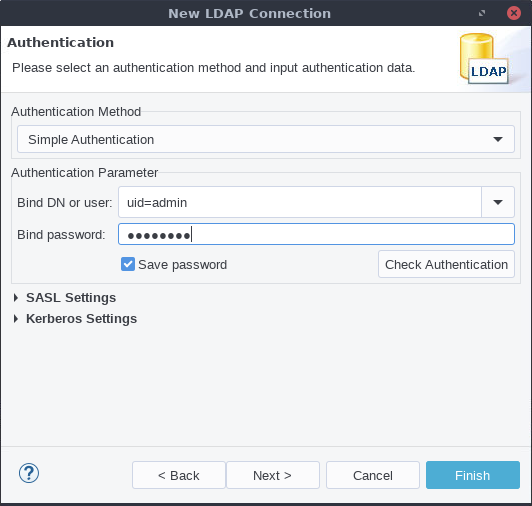 New LDAP Connection
Authentication
Please select an authentication method and input authentication data.
LDAP
Authentication Method
Simple Authentication
Authentication Parameter
Bind DN or user: uid=admin
Bind password: ●●●●●●●●
Save password Check Authentication
SASL Settings
Kerberos Settings
? < Back Next > Cancel Finish